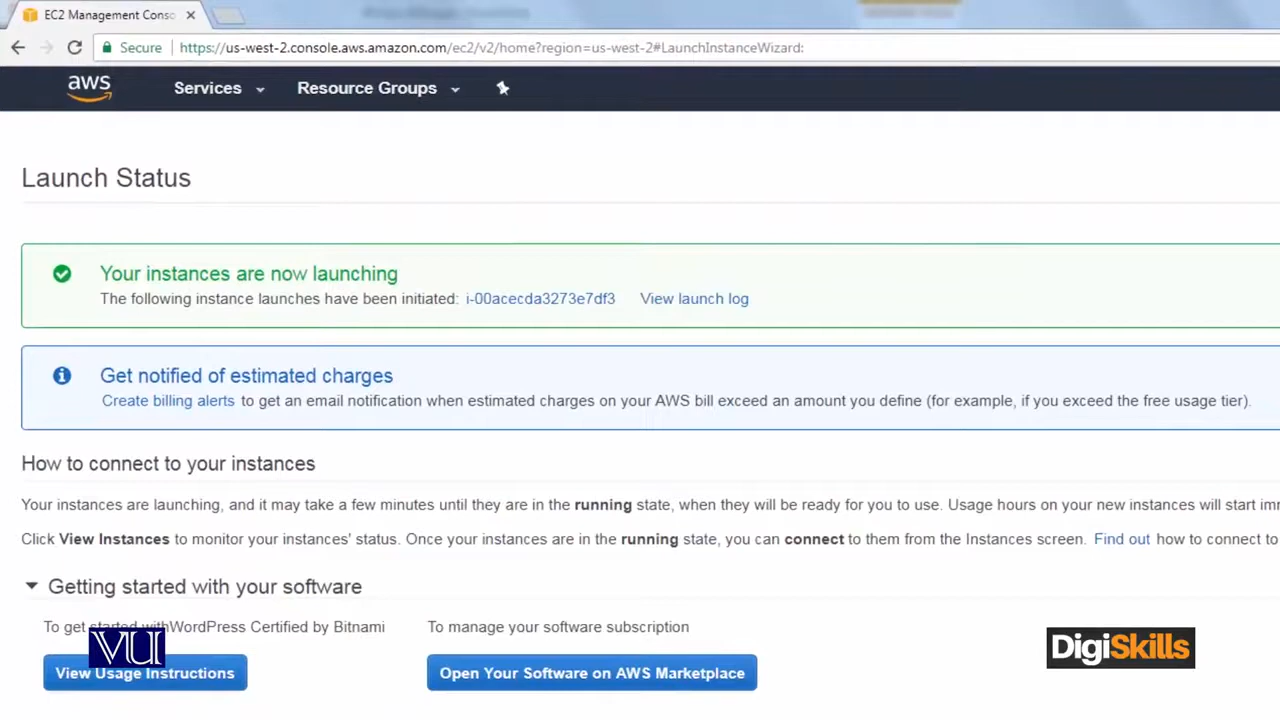 EC2 Management Conso
Secure https://us-west-2.console.aws.amazon.com/ec2/v2/home?region=us-west-2#LaunchInstanceWizard:
aws Services Resource Groups
Launch Status
Your instances are now launching
The following instance launches have been initiated: i-00acecda3273e7df3 View launch log
Get notified of estimated charges
Create billing alerts to get an email notification when estimated charges on your AWS bill exceed an amount you define (for example, if you exceed the free usage tier).
How to connect to your instances
Your instances are launching, and it may take a few minutes until they are in the running state, when they will be ready for you to use. Usage hours on your new instances will start
Click View Instances to monitor your instances' status. Once your instances are in the running state, you can connect to them from the Instances screen. Find out how to connect to
Getting started with your software
To get started withWordPress Certified by Bitnami
To manage your software subscription
VU
View Usage Instructions
Open Your Software on AWS Marketplace
DigiSkills